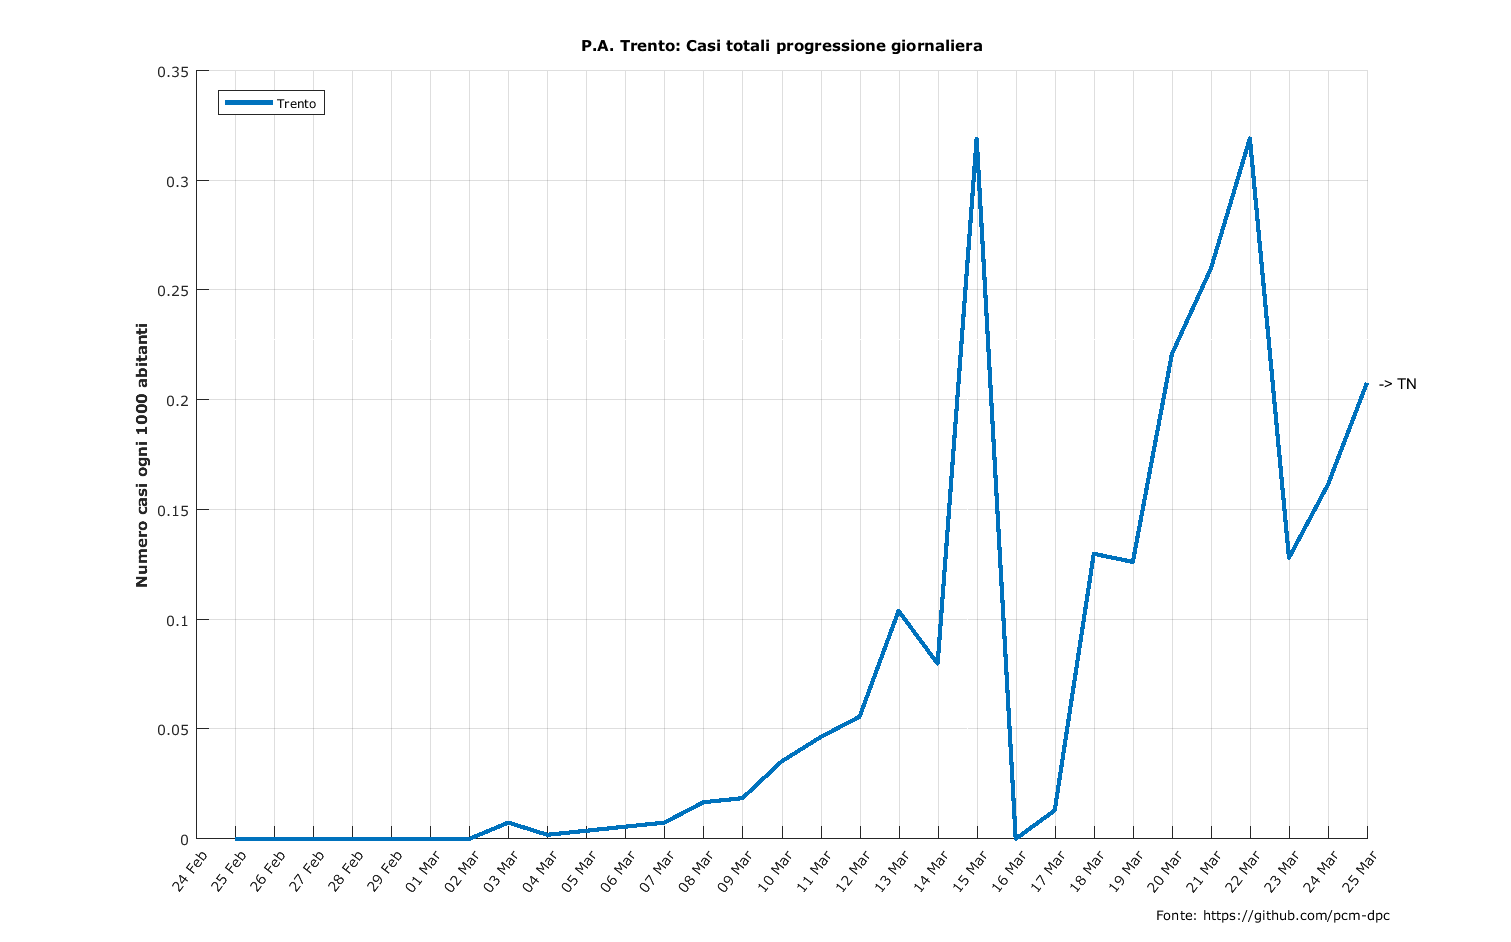 P.A. Trento: Casi totali progressione giornaliera
Trento
Numero casi ogni 1000 abitanti
0.35
0.3
0.25
0.2
0.15
0.1
0.05
0
-> TN
24 Feb
25 Feb
26 Feb
27 Feb
28 Feb
29 Feb
01 Mar
02 Mar
03 Mar
04 Mar
05 Mar
06 Mar
07 Mar
08 Mar
09 Mar
10 Mar
11 Mar
12 Mar
13 Mar
14 Mar
15 Mar
16 Mar
17 Mar
18 Mar
19 Mar
20 Mar
21 Mar
22 Mar
23 Mar
24 Mar
25 Mar
Fonte: https://github.com/pcm-dpc